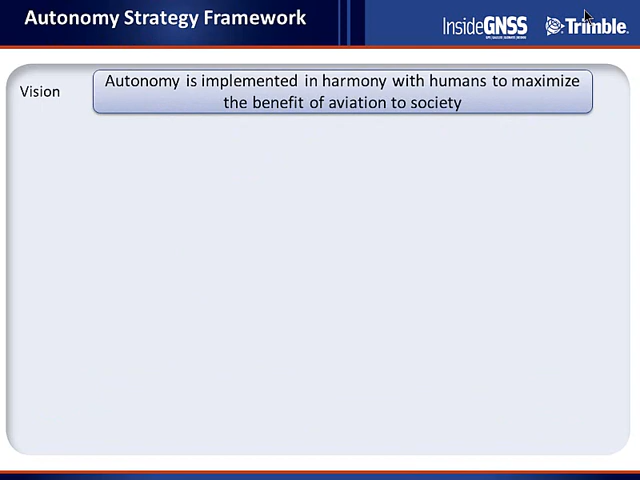 Autonomy Strategy Framework
InsideGNSS
Trimble.
Vision
Autonomy is implemented in harmony with humans to maximize
the benefit of aviation to society